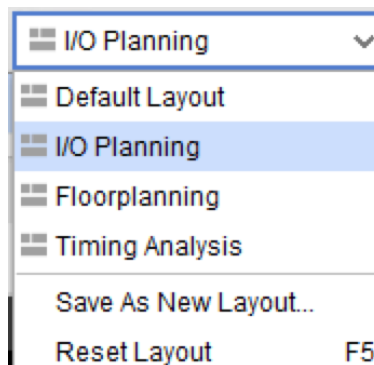 I/O Planning
Default Layout
I/O Planning
Floorplanning
Timing Analysis
Save As New Layout...
Reset Layout F5